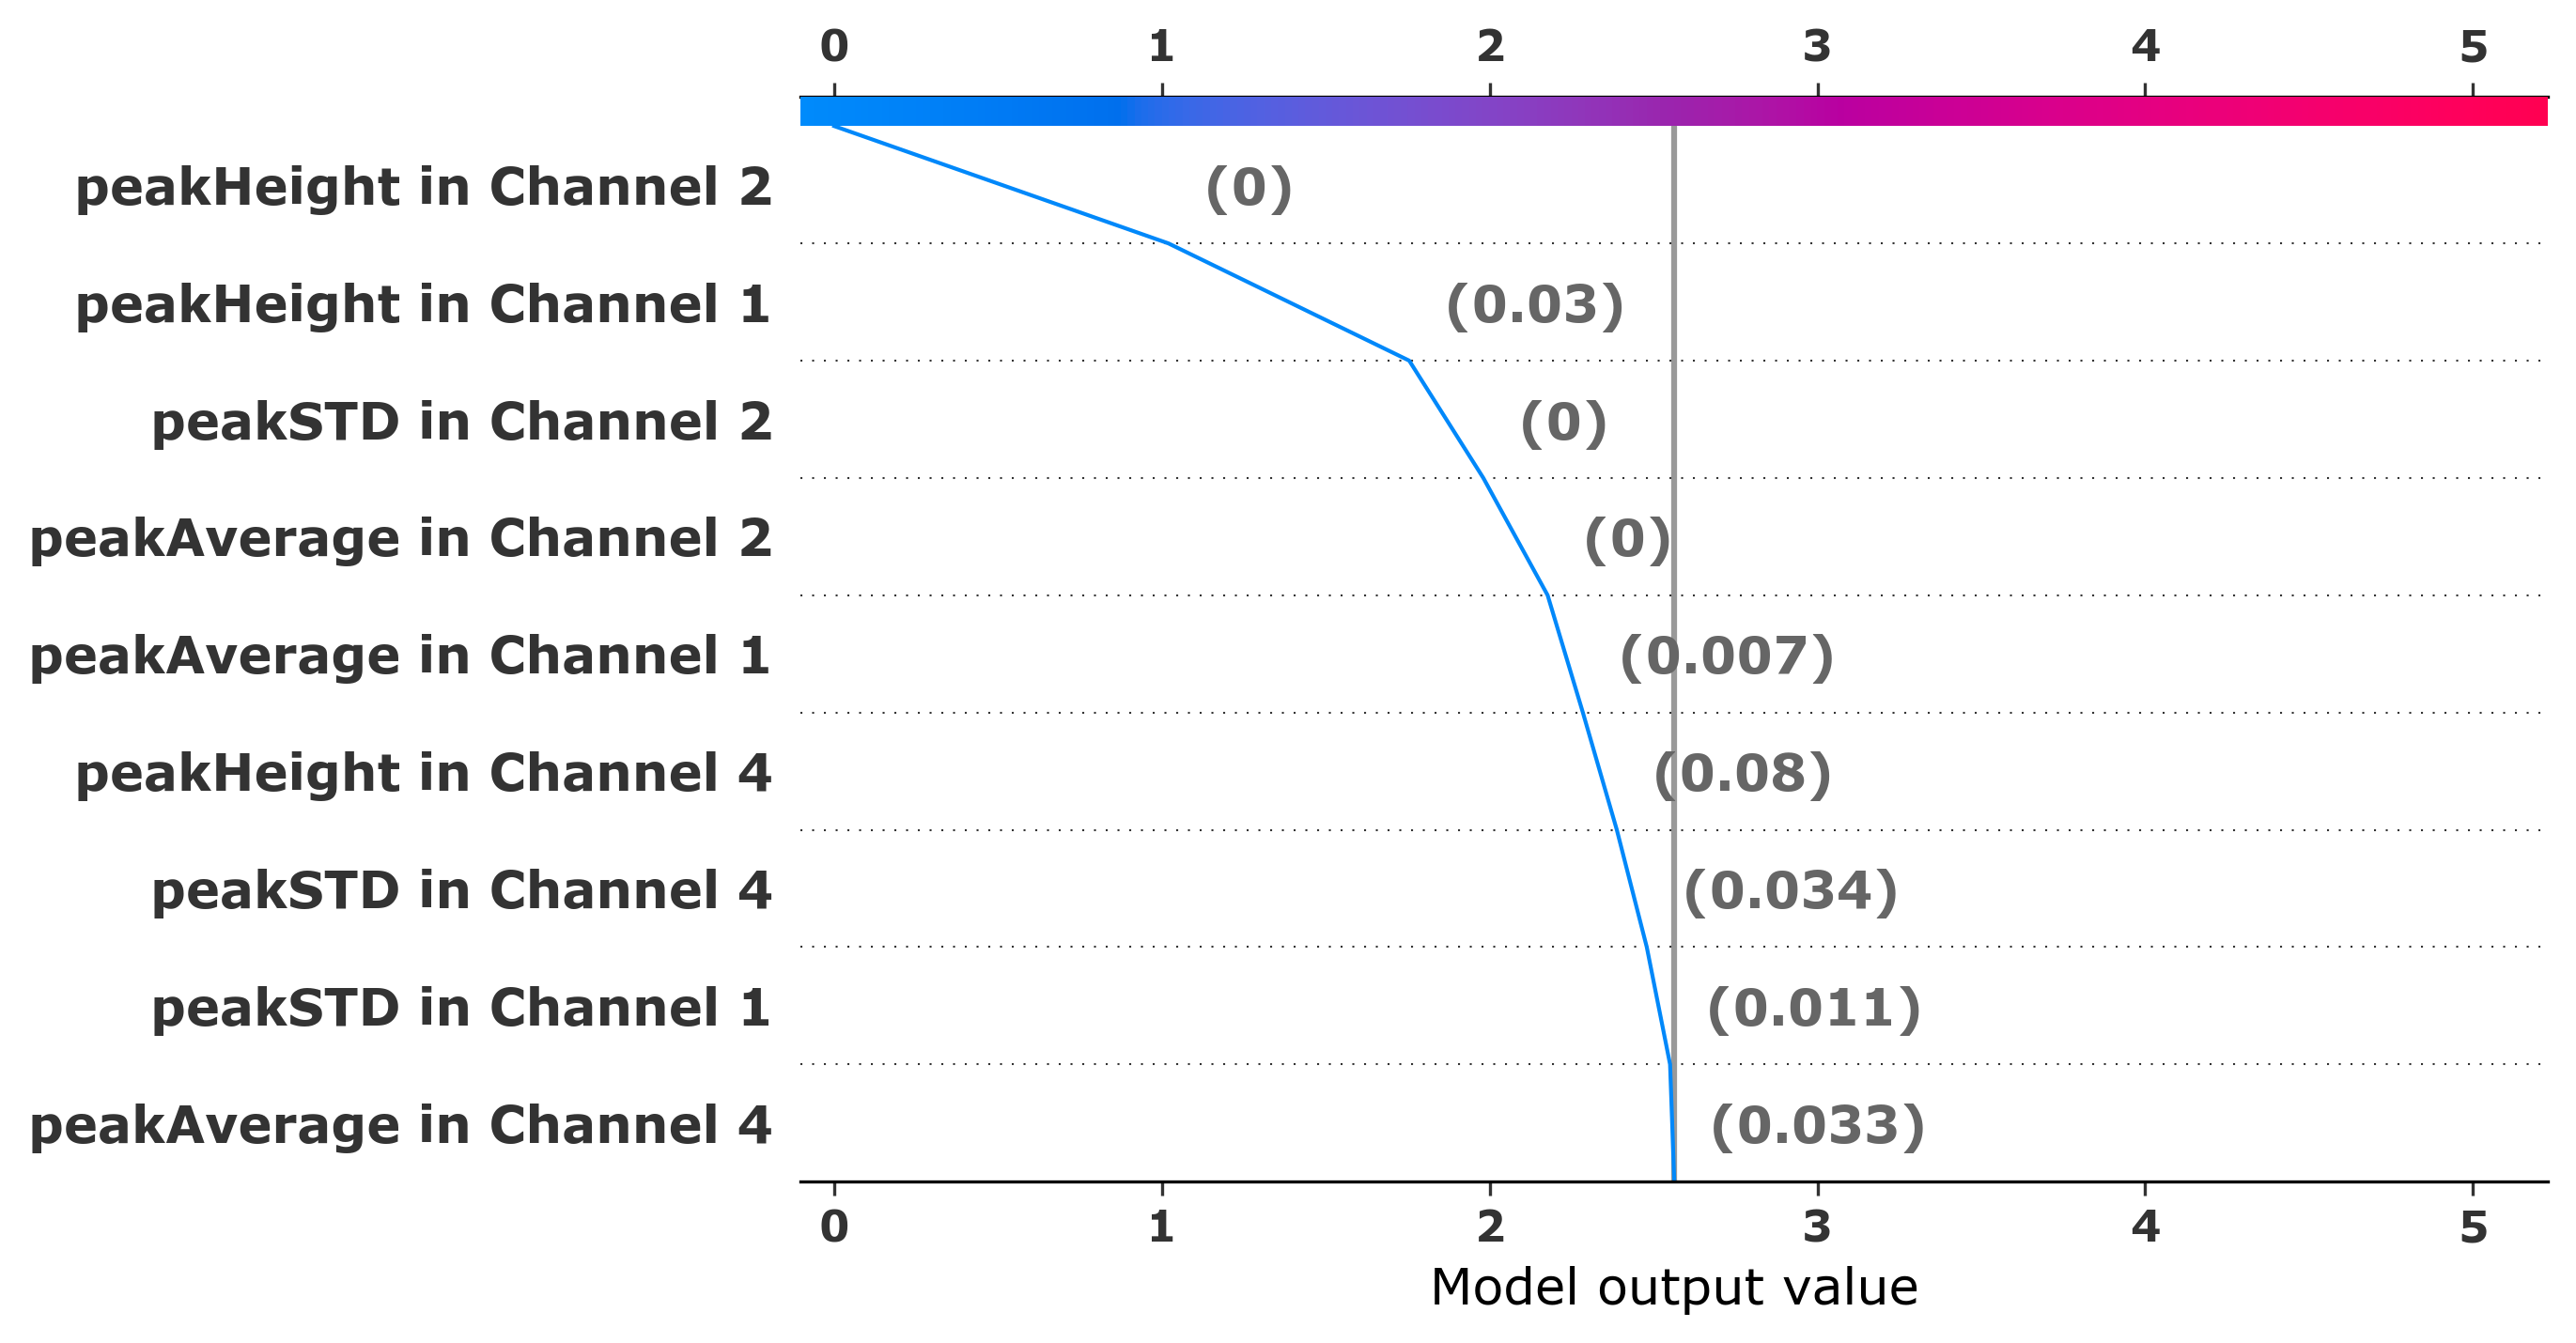 0 1 2 3 4 5
peakHeight in Channel 2 (0)
peakHeight in Channel 1 (0.03)
peakSTD in Channel 2 (0)
peakAverage in Channel 2 (0)
peakAverage in Channel 1 (0.007)
peakHeight in Channel 4 (0.08)
peakSTD in Channel 4 (0.034)
peakSTD in Channel 1 (0.011)
peakAverage in Channel 4 (0.033)
0 1 2 3 4 5
Model output value